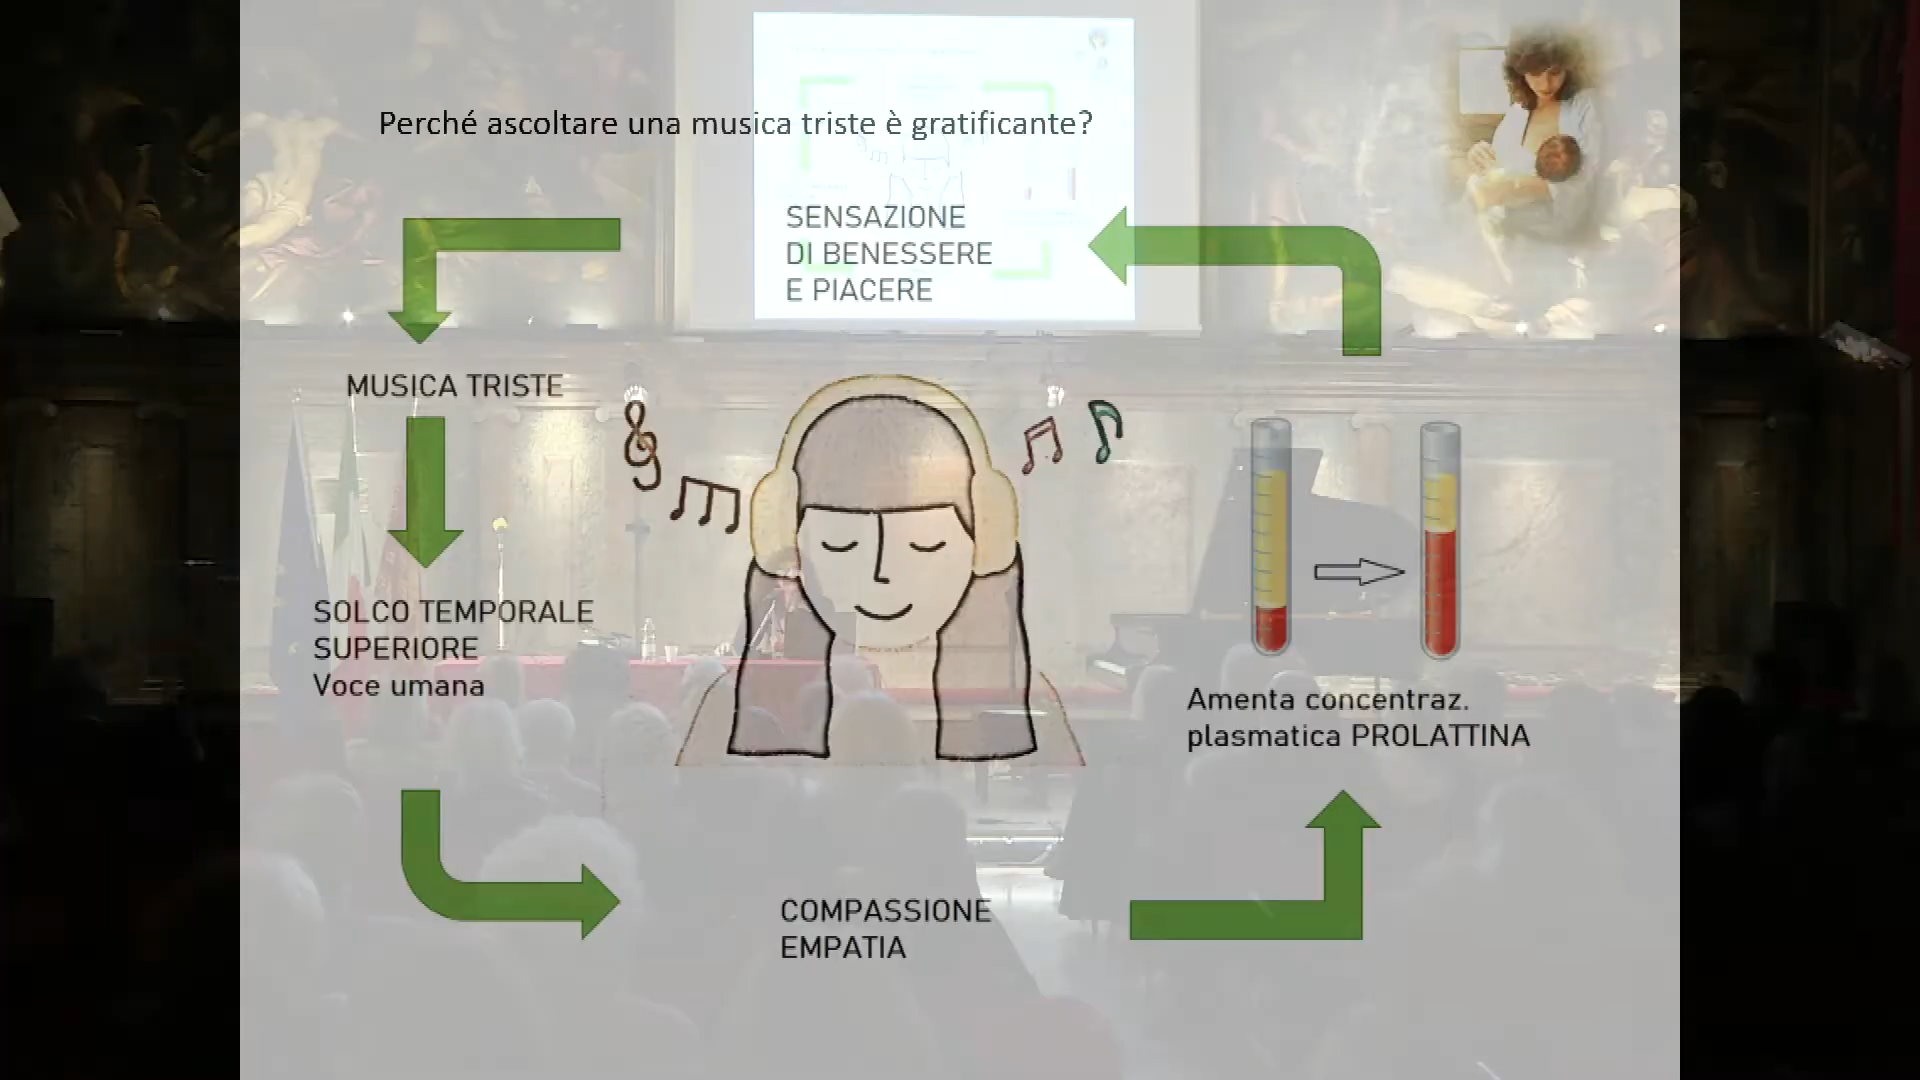 Perché ascoltare una musica triste è gratificante?
SENSAZIONE
DI BENESSERE
E PIACERE
MUSICA TRISTE
SOLCO TEMPORALE
SUPERIORE
Voce umana
Amenta concentraz.
plasmatica PROLATTINA
COMPASSIONE
EMPATIA